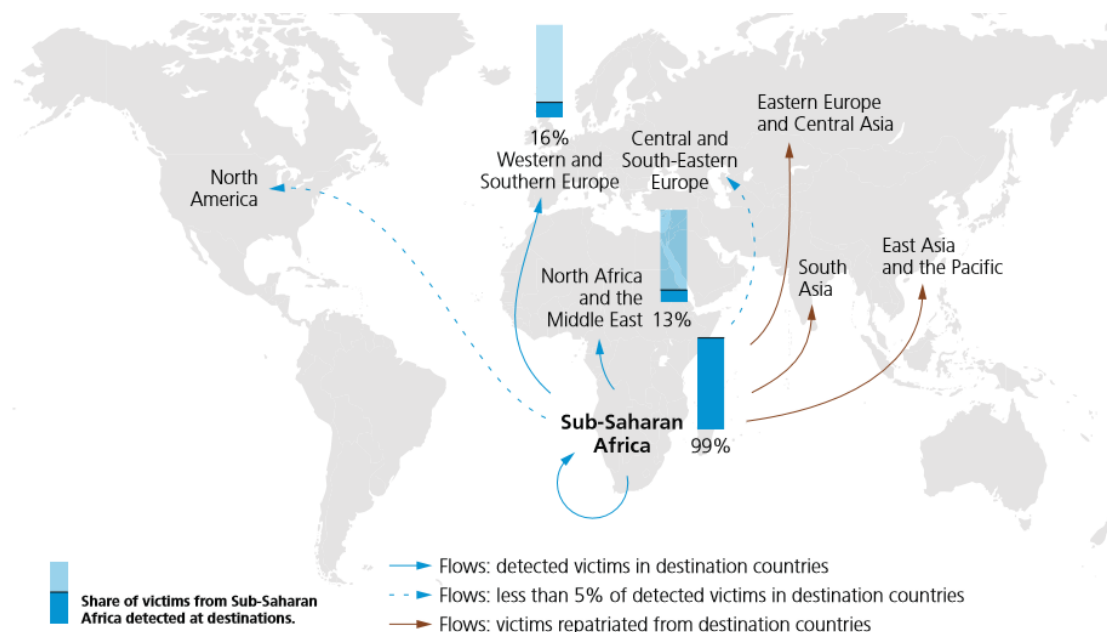 16%
Western and
Southern Europe
Central and
South-Eastern
Europe
Eastern Europe
and Central Asia
North
America
North Africa
and the
Middle East
13%
South
Asia
East Asia
and the Pacific
Sub-Saharan
Africa
99%
Share of victims from Sub-Saharan
Africa detected at destinations.
Flows: detected victims in destination countries
Flows: less than 5% of detected victims in destination countries
Flows: victims repatriated from destination countries